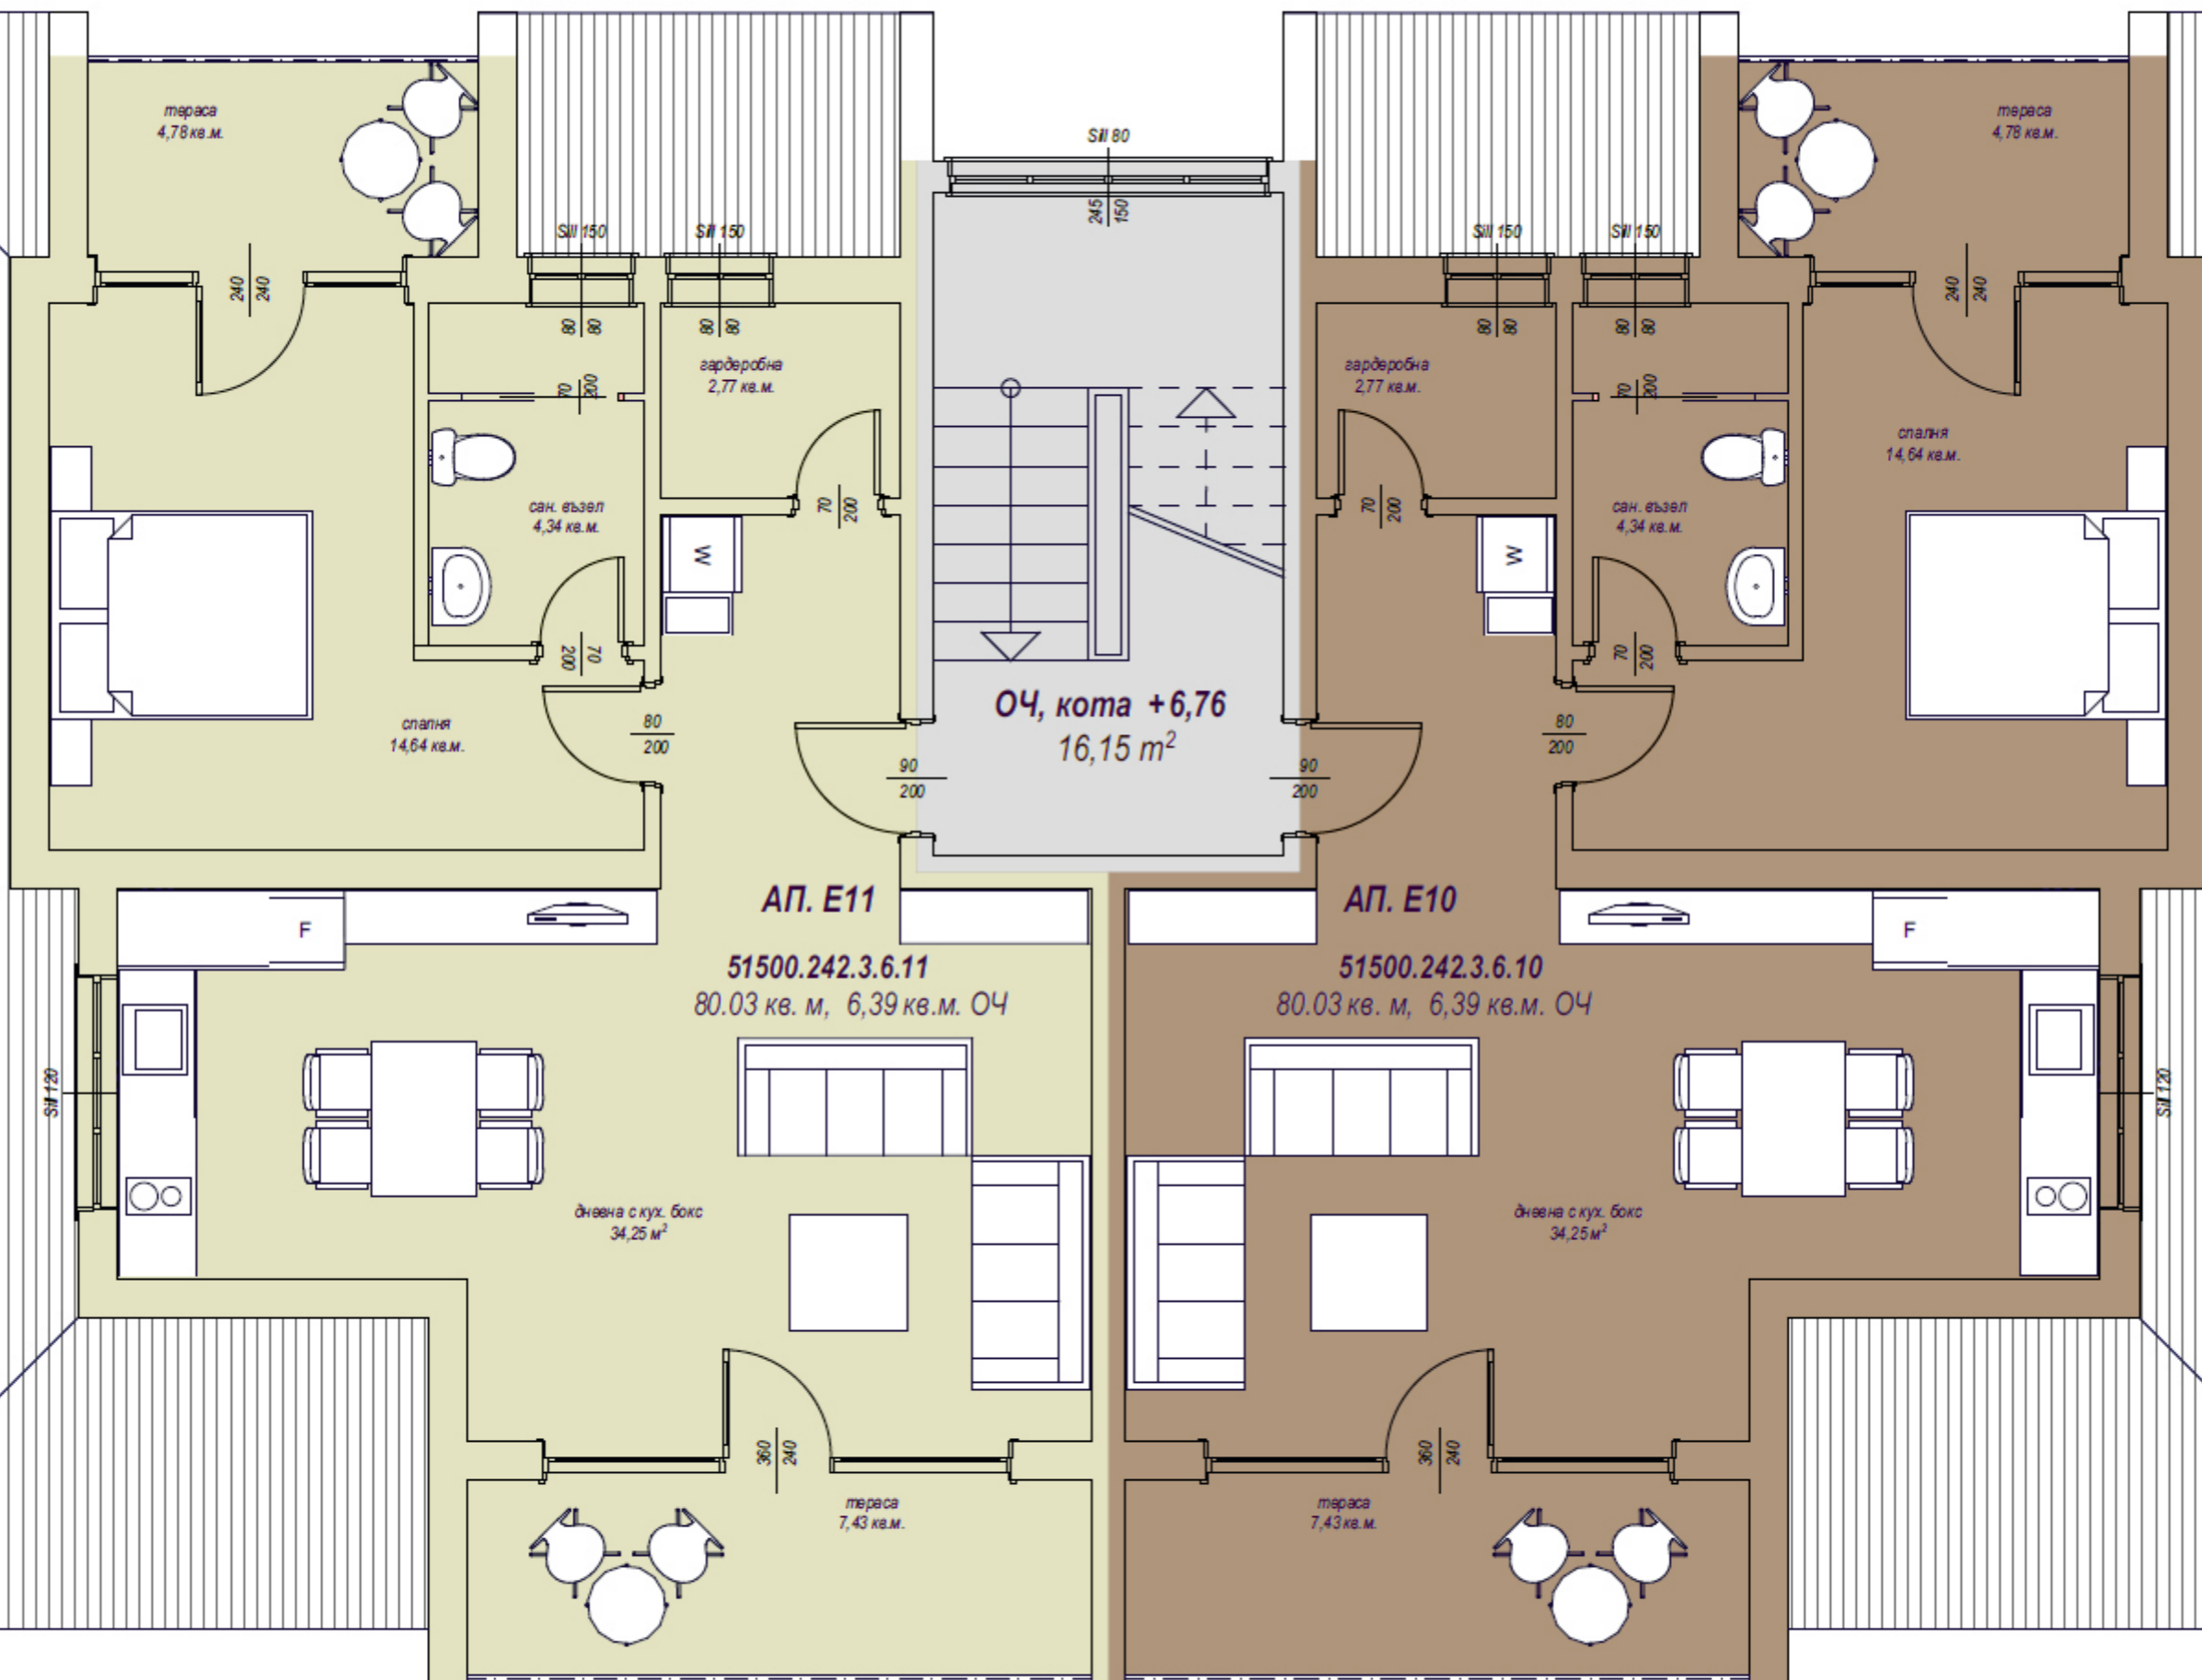 тераса
4,78 кв.м.
Sill 80
245
150
тераса
4,78 кв.м.
Sill 150
Sill 150
Sill 150
Sill 150
240
240
80
80
80
80
80
80
80
80
240
240
гардеробна
2,77 кв.м.
гардеробна
2,77 кв.м.
70
200
70
200
спалня
14,64 кв.м.
сан. възел
4,34 кв.м.
70
200
70
200
сан. възел
4,34 кв.м.
W
W
70
200
70
200
спалня
14,64 кв.м.
80
200
ОЧ, кота +6,76
16,15 m²
80
200
90
200
90
200
АП. Е11
АП. Е10
F
F
51500.242.3.6.11
80.03 кв. м, 6,39 кв.м. ОЧ
51500.242.3.6.10
80.03 кв. м, 6,39 кв.м. ОЧ
Sill 120
Sill 120
дневна с кух. бокс
34,25 м²
дневна с кух. бокс
34,25 м²
360
240
360
240
тераса
7,43 кв.м.
тераса
7,43 кв.м.